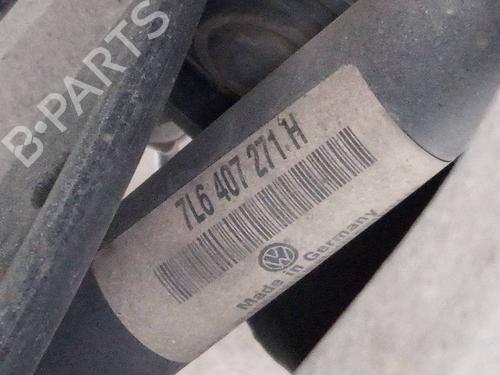 B·PARTS
7L6 407 271 H
Made in Germany